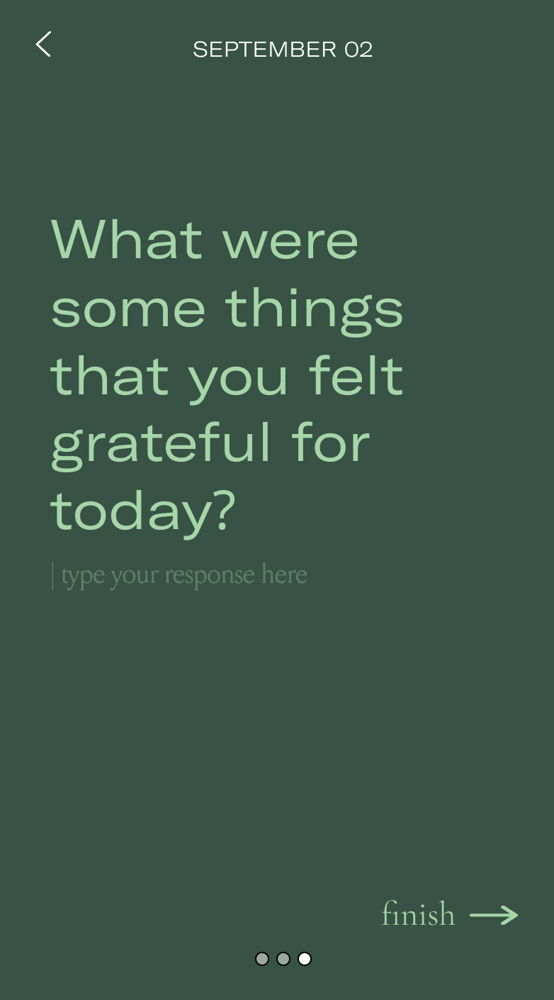 SEPTEMBER 02
What were
some things
that you felt
grateful for
today?
type your response here
finish